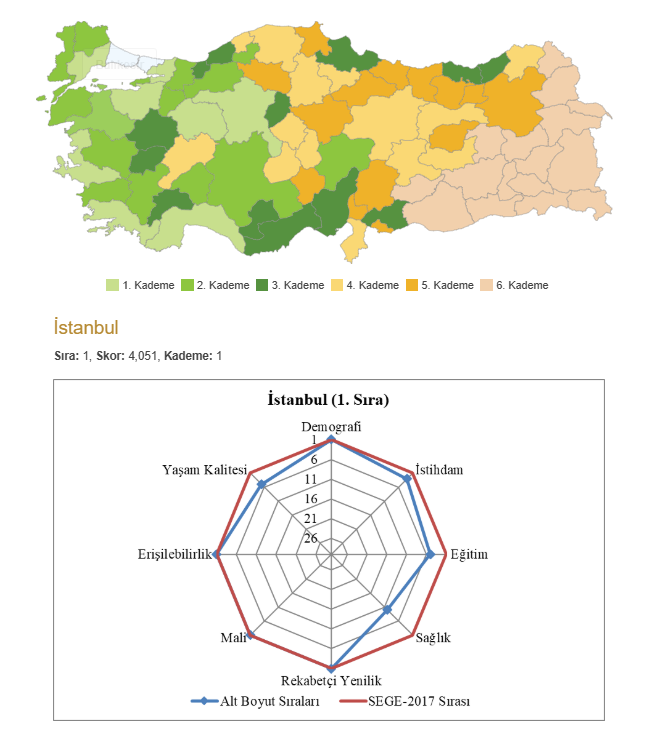 1. Kademe 2. Kademe 3. Kademe 4. Kademe 5. Kademe 6. Kademe
İstanbul
Sıra: 1, Skor: 4,051, Kademe: 1
İstanbul (1. Sıra)
Demografi
1
Yaşam Kalitesi
İstihdam
6
11
16
21
26
Erişilebilirlik
Eğitim
Mali
Sağlık
Rekabetçi Yenilik
Alt Boyut Sıraları SEGE-2017 Sırası